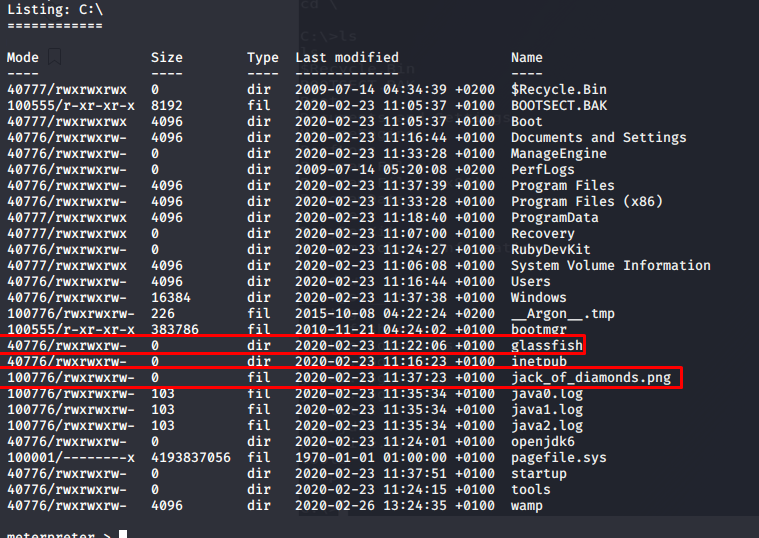 Listing: C:\
============
Mode Size Type Last modified Name
---- ---- ---- ------------- ----
40777/rwxrwxrwx 0 dir 2009-07-14 04:34:39 +0200 $Recycle.Bin
100555/r-xr-xr-x 8192 fil 2020-02-23 11:05:37 +0100 BOOTSECT.BAK
40777/rwxrwxrwx 4096 dir 2020-02-23 11:05:37 +0100 Boot
40776/rwxrwxrw- 4096 dir 2020-02-23 11:16:44 +0100 Documents and Settings
40776/rwxrwxrw- 0 dir 2020-02-23 11:33:28 +0100 ManageEngine
40776/rwxrwxrw- 0 dir 2009-07-14 05:20:08 +0200 PerfLogs
40776/rwxrwxrw- 4096 dir 2020-02-23 11:37:39 +0100 Program Files
40776/rwxrwxrw- 4096 dir 2020-02-23 11:33:28 +0100 Program Files (x86)
40777/rwxrwxrwx 4096 dir 2020-02-23 11:18:40 +0100 ProgramData
40777/rwxrwxrwx 0 dir 2020-02-23 11:07:00 +0100 Recovery
40776/rwxrwxrw- 0 dir 2020-02-23 11:24:27 +0100 RubyDevKit
40777/rwxrwxrwx 4096 dir 2020-02-23 11:06:08 +0100 System Volume Information
40776/rwxrwxrw- 4096 dir 2020-02-23 11:16:44 +0100 Users
40776/rwxrwxrw- 16384 dir 2020-02-23 11:37:38 +0100 Windows
100776/rwxrwxrw- 226 fil 2015-10-08 04:22:24 +0200 __Argon__.tmp
100555/r-xr-xr-x 383786 fil 2010-11-21 04:24:02 +0100 bootmgr
40776/rwxrwxrw- 0 dir 2020-02-23 11:22:06 +0100 glassfish
40776/rwxrwxrw- 0 dir 2020-02-23 11:16:23 +0100 inetpub
100776/rwxrwxrw- 0 fil 2020-02-23 11:37:23 +0100 jack_of_diamonds.png
100776/rwxrwxrw- 103 fil 2020-02-23 11:35:34 +0100 java0.log
100776/rwxrwxrw- 103 fil 2020-02-23 11:35:34 +0100 java1.log
100776/rwxrwxrw- 103 fil 2020-02-23 11:35:34 +0100 java2.log
40776/rwxrwxrw- 0 dir 2020-02-23 11:24:01 +0100 openjdk6
100001/--------x 4193837056 fil 1970-01-01 01:00:00 +0100 pagefile.sys
40776/rwxrwxrw- 0 dir 2020-02-23 11:37:51 +0100 startup
40776/rwxrwxrw- 0 dir 2020-02-23 11:24:15 +0100 tools
40776/rwxrwxrw- 4096 dir 2020-02-26 13:24:35 +0100 wamp
meterpreter >